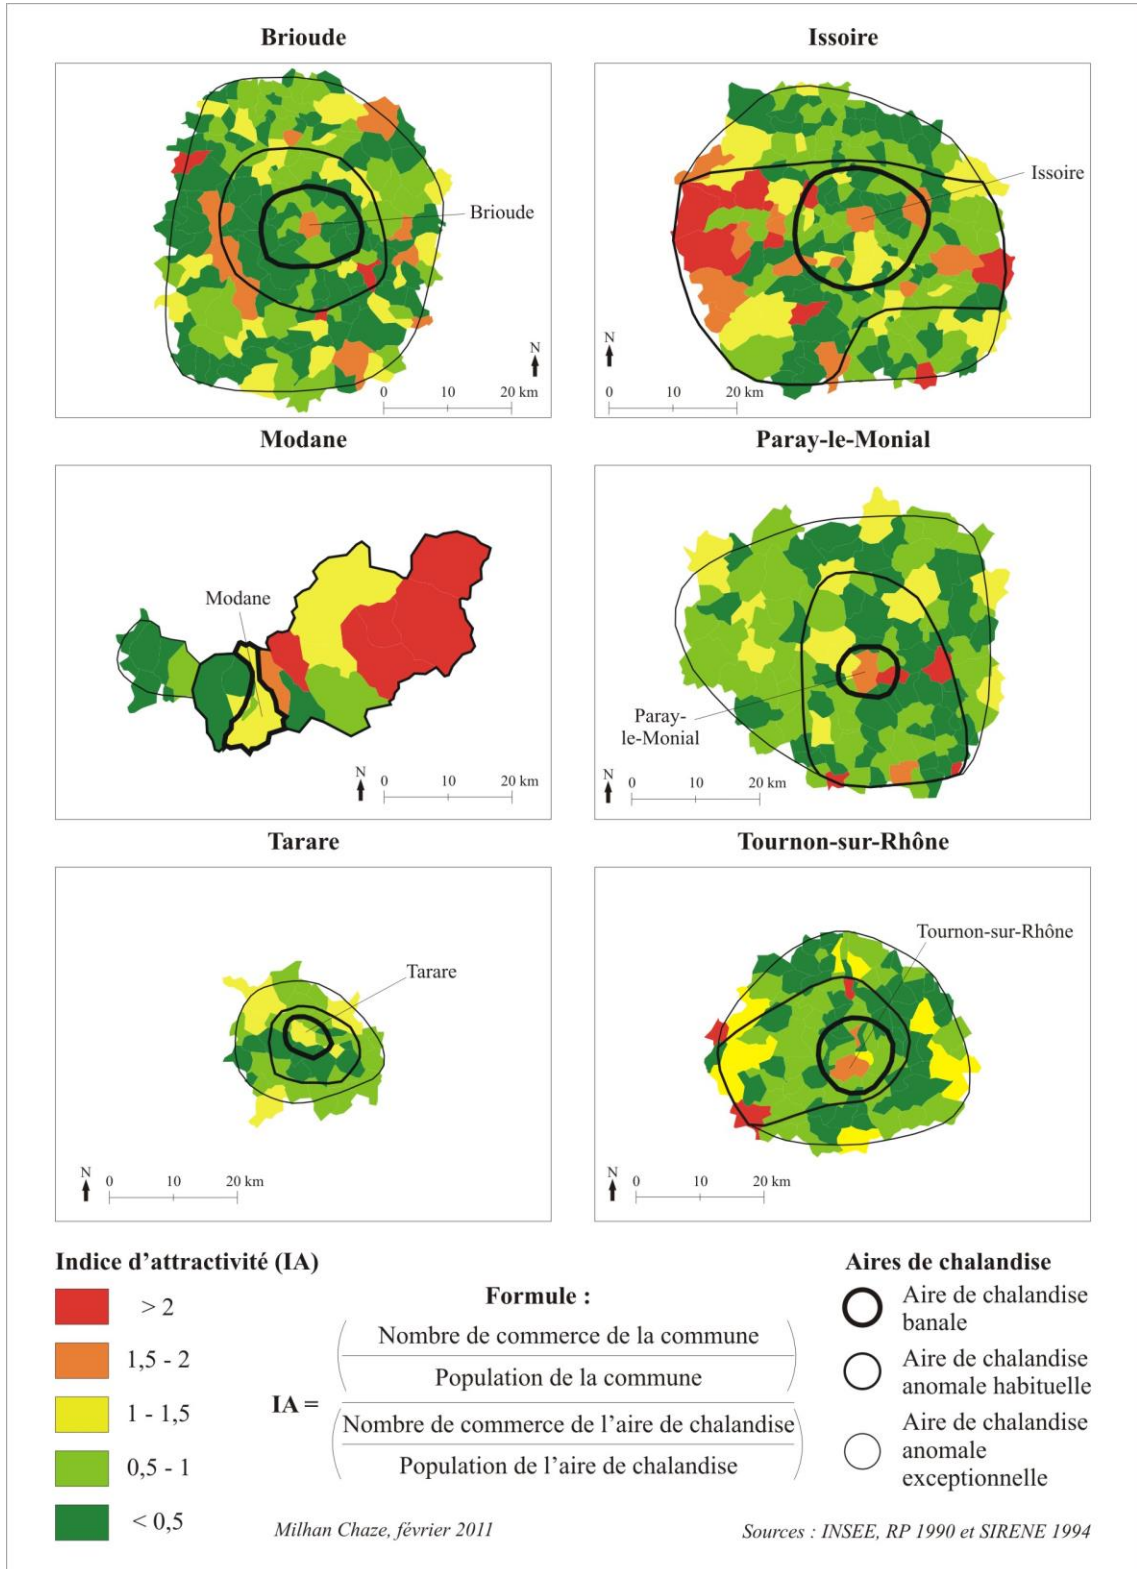 Brioude
Issoire
Brioude
N
0 10 20 km
Issoire
N
0 10 20 km
Modane
Paray-le-Monial
Modane
N
0 10 20 km
Paray-
le-Monial
N
0 10 20 km
Tarare
Tournon-sur-Rhône
Tarare
N
0 10 20 km
Tournon-sur-Rhône
N
0 10 20 km
Indice d'attractivité (IA)
> 2
1,5 - 2
1 - 1,5
0,5 - 1
< 0,5
Formule :
IA =
Nombre de commerce de la commune
Population de la commune
Nombre de commerce de l'aire de chalandise
Population de l'aire de chalandise
Aires de chalandise
Aire de chalandise
banale
Aire de chalandise
anomale habituelle
Aire de chalandise
anomale
exceptionnelle
Milhan Chaze, février 2011
Sources : INSEE, RP 1990 et SIRENE 1994